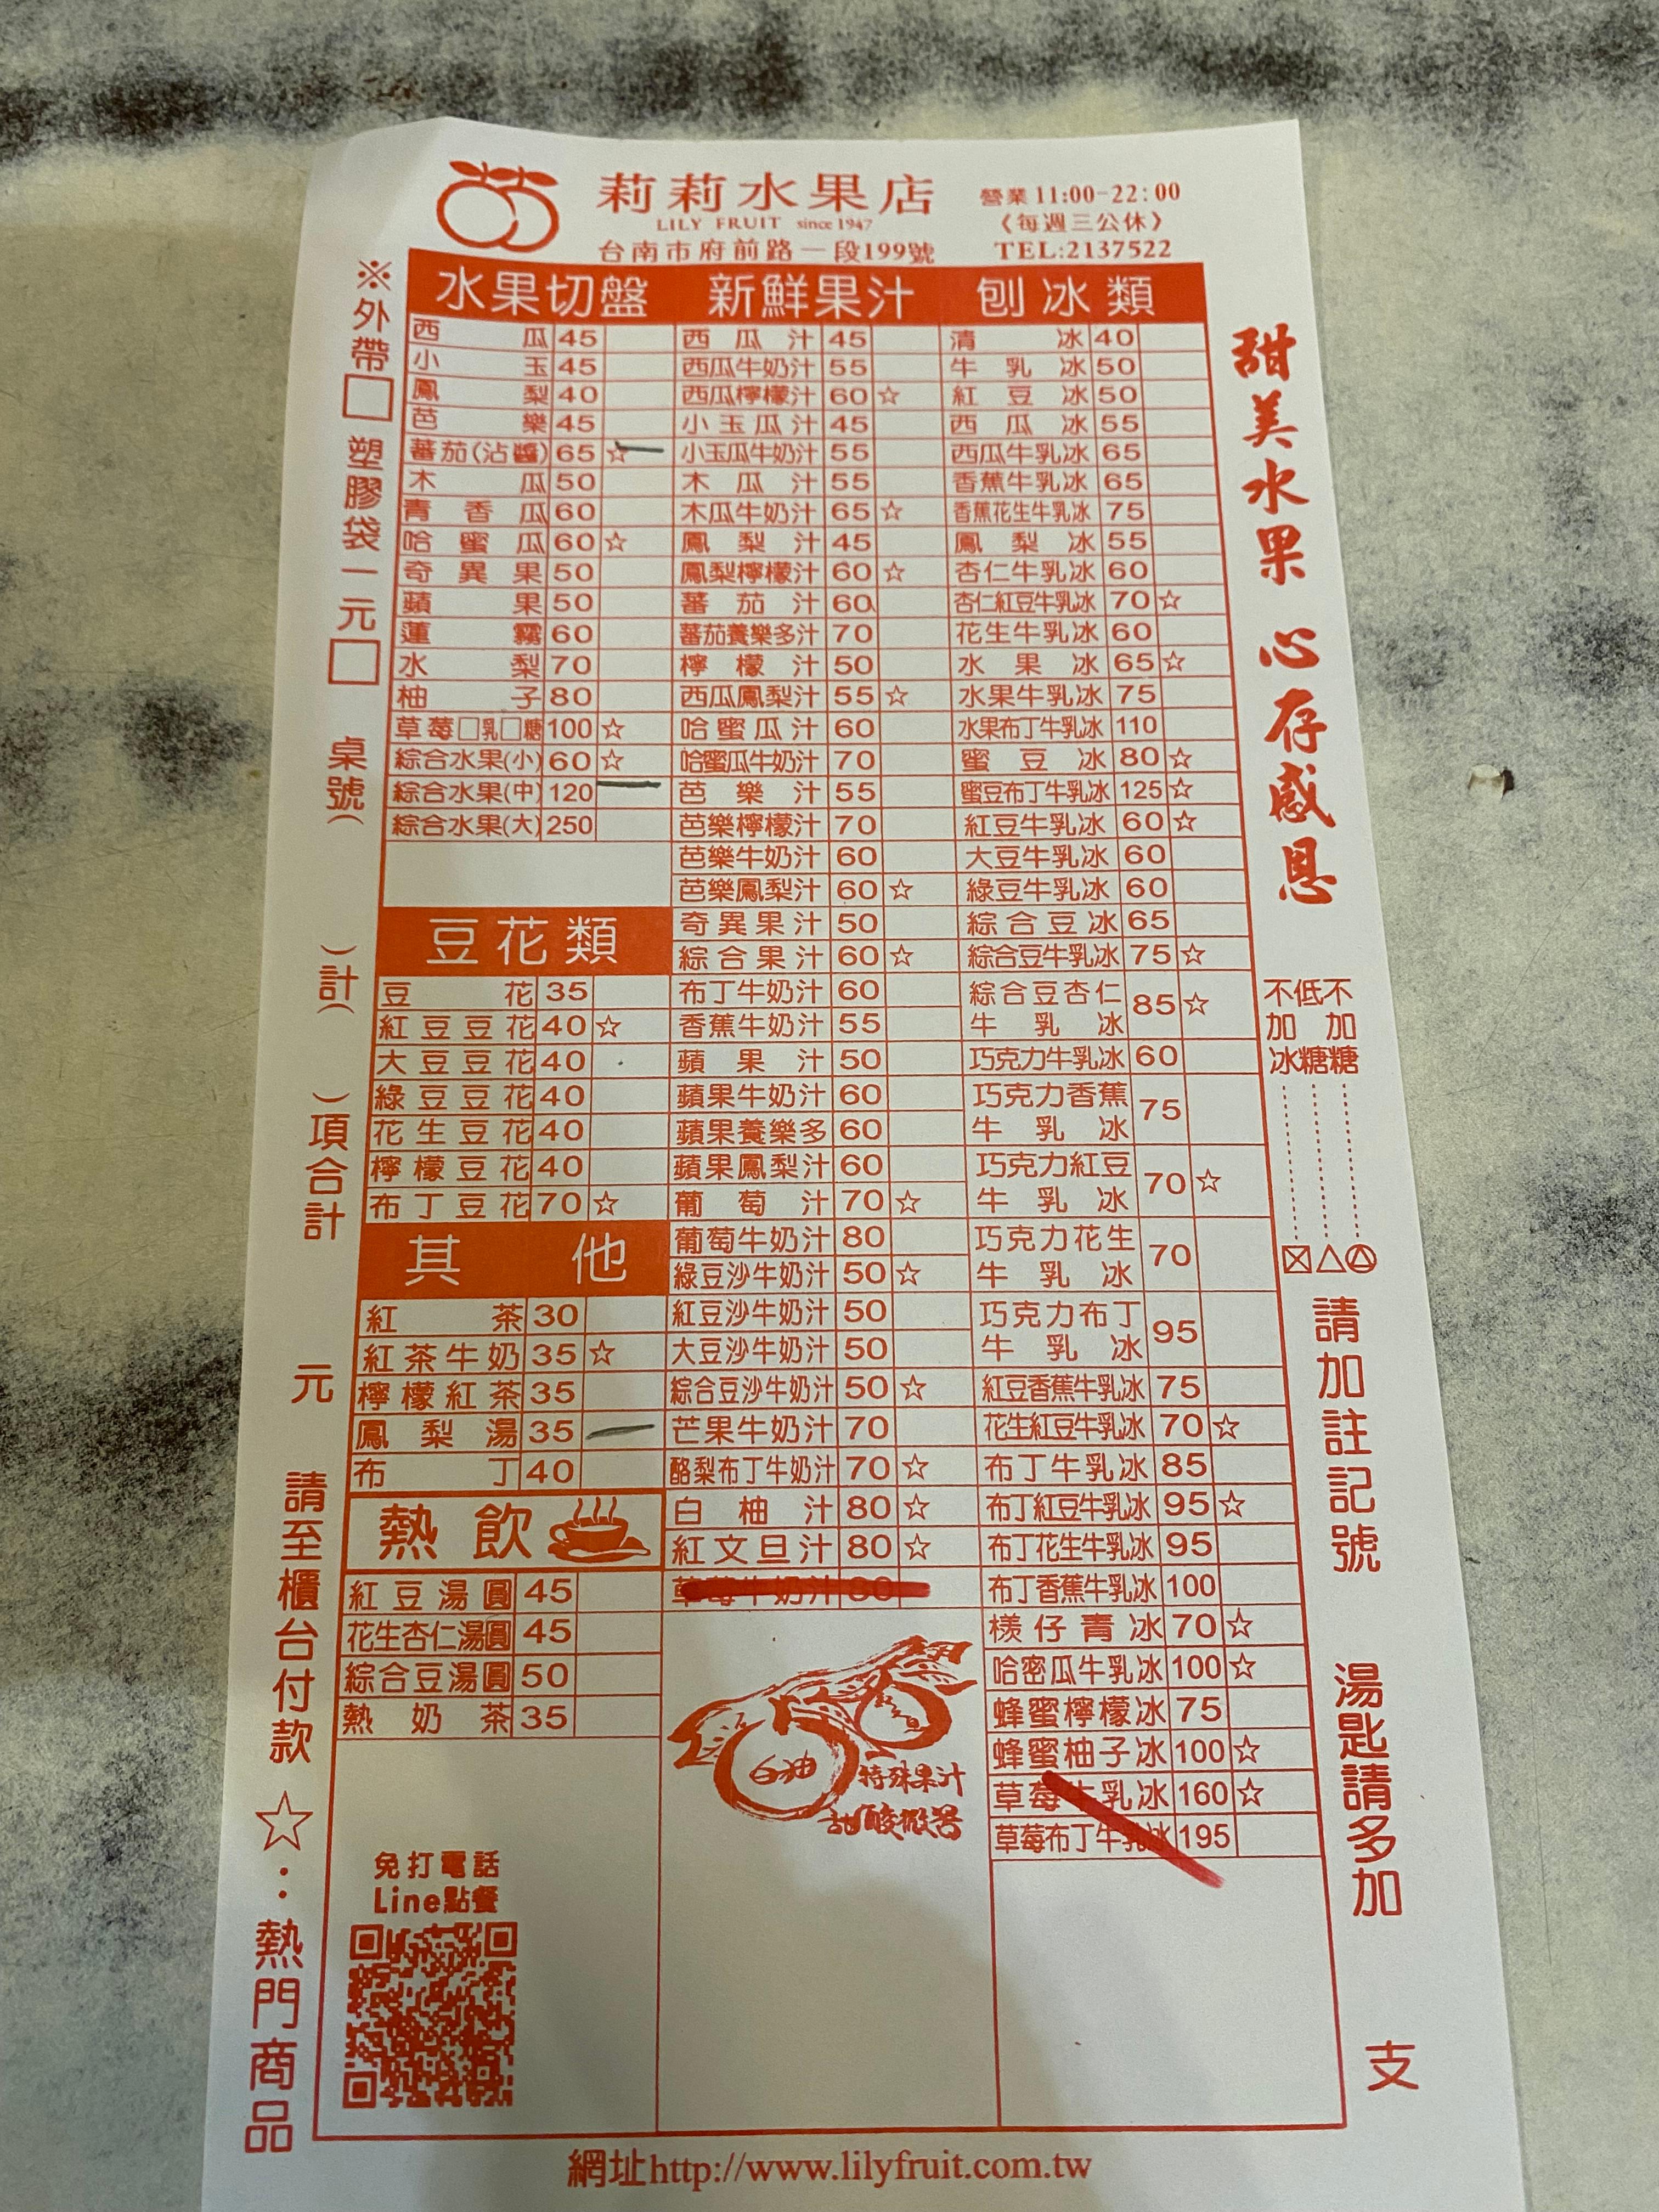 莉莉水果店
LILY FRUIT since 1947
台南市府前路一段199號
營業11:00-22:00
《每週三公休》
TEL:2137522
※外帶□ 塑膠袋一元□ 桌號( )計( )項合計 元 請至櫃台付款 ☆:熱門商品
水果切盤
西瓜 45
小玉 45
鳳梨 40
芭樂 45
蕃茄(沾醬) 65 ☆
木瓜 50
青香瓜 60
哈蜜瓜 60 ☆
奇異果 50
蘋果 50
蓮霧 60
水梨 70
柚子 80
草莓□乳□糖 100 ☆
綜合水果(小) 60 ☆
綜合水果(中) 120
綜合水果(大) 250
豆花類
豆花 35
紅豆豆花 40 ☆
大豆豆花 40
綠豆豆花 40
花生豆花 40
檸檬豆花 40
布丁豆花 70 ☆
其他
紅茶 30
紅茶牛奶 35 ☆
檸檬紅茶 35
鳳梨湯 35
布丁 40
熱飲
紅豆湯圓 45
花生杏仁湯圓 45
綜合豆湯圓 50
熱奶茶 35
免打電話
Line點餐
新鮮果汁
西瓜汁 45
西瓜牛奶汁 55
西瓜檸檬汁 60 ☆
小玉瓜汁 45
小玉瓜牛奶汁 55
木瓜汁 55
木瓜牛奶汁 65 ☆
鳳梨汁 45
鳳梨檸檬汁 60 ☆
蕃茄汁 60
蕃茄養樂多汁 70
檸檬汁 50
西瓜鳳梨汁 55 ☆
哈蜜瓜汁 60
哈蜜瓜牛奶汁 70
芭樂汁 55
芭樂檸檬汁 70
芭樂牛奶汁 60
芭樂鳳梨汁 60 ☆
奇異果汁 50
綜合果汁 60 ☆
布丁牛奶汁 60
香蕉牛奶汁 55
蘋果汁 50
蘋果牛奶汁 60
蘋果養樂多 60
蘋果鳳梨汁 60
葡萄汁 70 ☆
葡萄牛奶汁 80
綠豆沙牛奶汁 50 ☆
紅豆沙牛奶汁 50
大豆沙牛奶汁 50
綜合豆沙牛奶汁 50 ☆
芒果牛奶汁 70
酪梨布丁牛奶汁 70 ☆
白柚汁 80 ☆
紅文旦汁 80 ☆
草莓牛奶汁
白柚
特殊果汁
甜酸微苦
刨冰類
清冰 40
牛乳冰 50
紅豆冰 50
西瓜冰 55
西瓜牛乳冰 65
香蕉牛乳冰 65
香蕉花生牛乳冰 75
鳳梨冰 55
杏仁牛乳冰 60
杏仁紅豆牛乳冰 70 ☆
花生牛乳冰 60
水果冰 65 ☆
水果牛乳冰 75
水果布丁牛乳冰 110
蜜豆冰 80 ☆
蜜豆布丁牛乳冰 125 ☆
紅豆牛乳冰 60 ☆
大豆牛乳冰 60
綠豆牛乳冰 60
綜合豆冰 65
綜合豆牛乳冰 75 ☆
綜合豆杏仁
牛乳冰 85 ☆
巧克力牛乳冰 60
巧克力香蕉
牛乳冰 75
巧克力紅豆
牛乳冰 70 ☆
巧克力花生
牛乳冰 70
巧克力布丁
牛乳冰 95
紅豆香蕉牛乳冰 75
花生紅豆牛乳冰 70 ☆
布丁牛乳冰 85
布丁紅豆牛乳冰 95 ☆
布丁花生牛乳冰 95
布丁香蕉牛乳冰 100
檨仔青冰 70 ☆
哈密瓜牛乳冰 100 ☆
蜂蜜檸檬冰 75
蜂蜜柚子冰 100 ☆
草莓牛乳冰 160 ☆
草莓布丁牛乳冰 195
甜美水果 心存感恩
不加冰 ⊠
低糖 △
不加糖
請加註記號
湯匙請多加 支
網址http://www.lilyfruit.com.tw